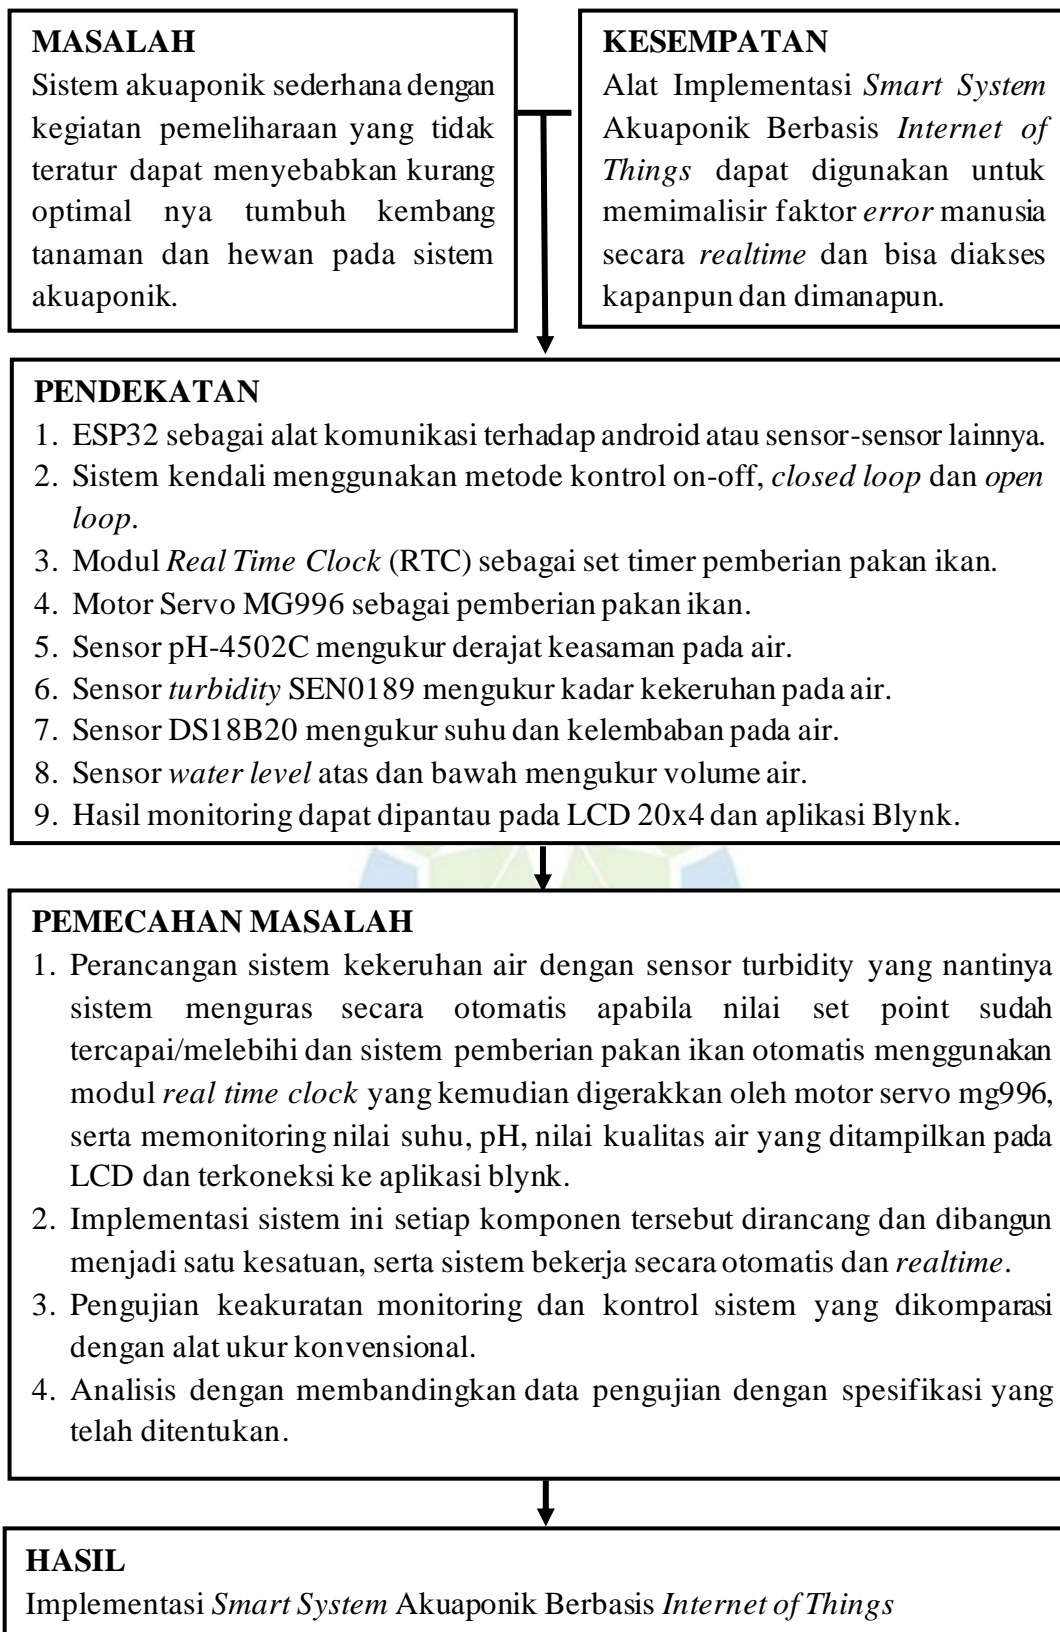 MASALAH
Sistem akuaponik sederhana dengan
kegiatan pemeliharaan yang tidak
teratur dapat menyebabkan kurang
optimal nya tumbuh kembang
tanaman dan hewan pada sistem
akuaponik.
KESEMPATAN
Alat Implementasi Smart System
Akuaponik Berbasis Internet of
Things dapat digunakan untuk
memimalisir faktor error manusia
secara realtime dan bisa diakses
kapanpun dan dimanapun.
PENDEKATAN
1. ESP32 sebagai alat komunikasi terhadap android atau sensor-sensor lainnya.
2. Sistem kendali menggunakan metode kontrol on-off, closed loop dan open
loop.
3. Modul Real Time Clock (RTC) sebagai set timer pemberian pakan ikan.
4. Motor Servo MG996 sebagai pemberian pakan ikan.
5. Sensor pH-4502C mengukur derajat keasaman pada air.
6. Sensor turbidity SEN0189 mengukur kadar kekeruhan pada air.
7. Sensor DS18B20 mengukur suhu dan kelembaban pada air.
8. Sensor water level atas dan bawah mengukur volume air.
9. Hasil monitoring dapat dipantau pada LCD 20x4 dan aplikasi Blynk.
PEMECAHAN MASALAH
1. Perancangan sistem kekeruhan air dengan sensor turbidity yang nantinya
sistem menguras secara otomatis apabila nilai set point sudah
tercapai/melebihi dan sistem pemberian pakan ikan otomatis menggunakan
modul real time clock yang kemudian digerakkan oleh motor servo mg996,
serta memonitoring nilai suhu, pH, nilai kualitas air yang ditampilkan pada
LCD dan terkoneksi ke aplikasi blynk.
2. Implementasi sistem ini setiap komponen tersebut dirancang dan dibangun
menjadi satu kesatuan, serta sistem bekerja secara otomatis dan realtime.
3. Pengujian keakuratan monitoring dan kontrol sistem yang dikomparasi
dengan alat ukur konvensional.
4. Analisis dengan membandingkan data pengujian dengan spesifikasi yang
telah ditentukan.
HASIL
Implementasi Smart System Akuaponik Berbasis Internet of Things